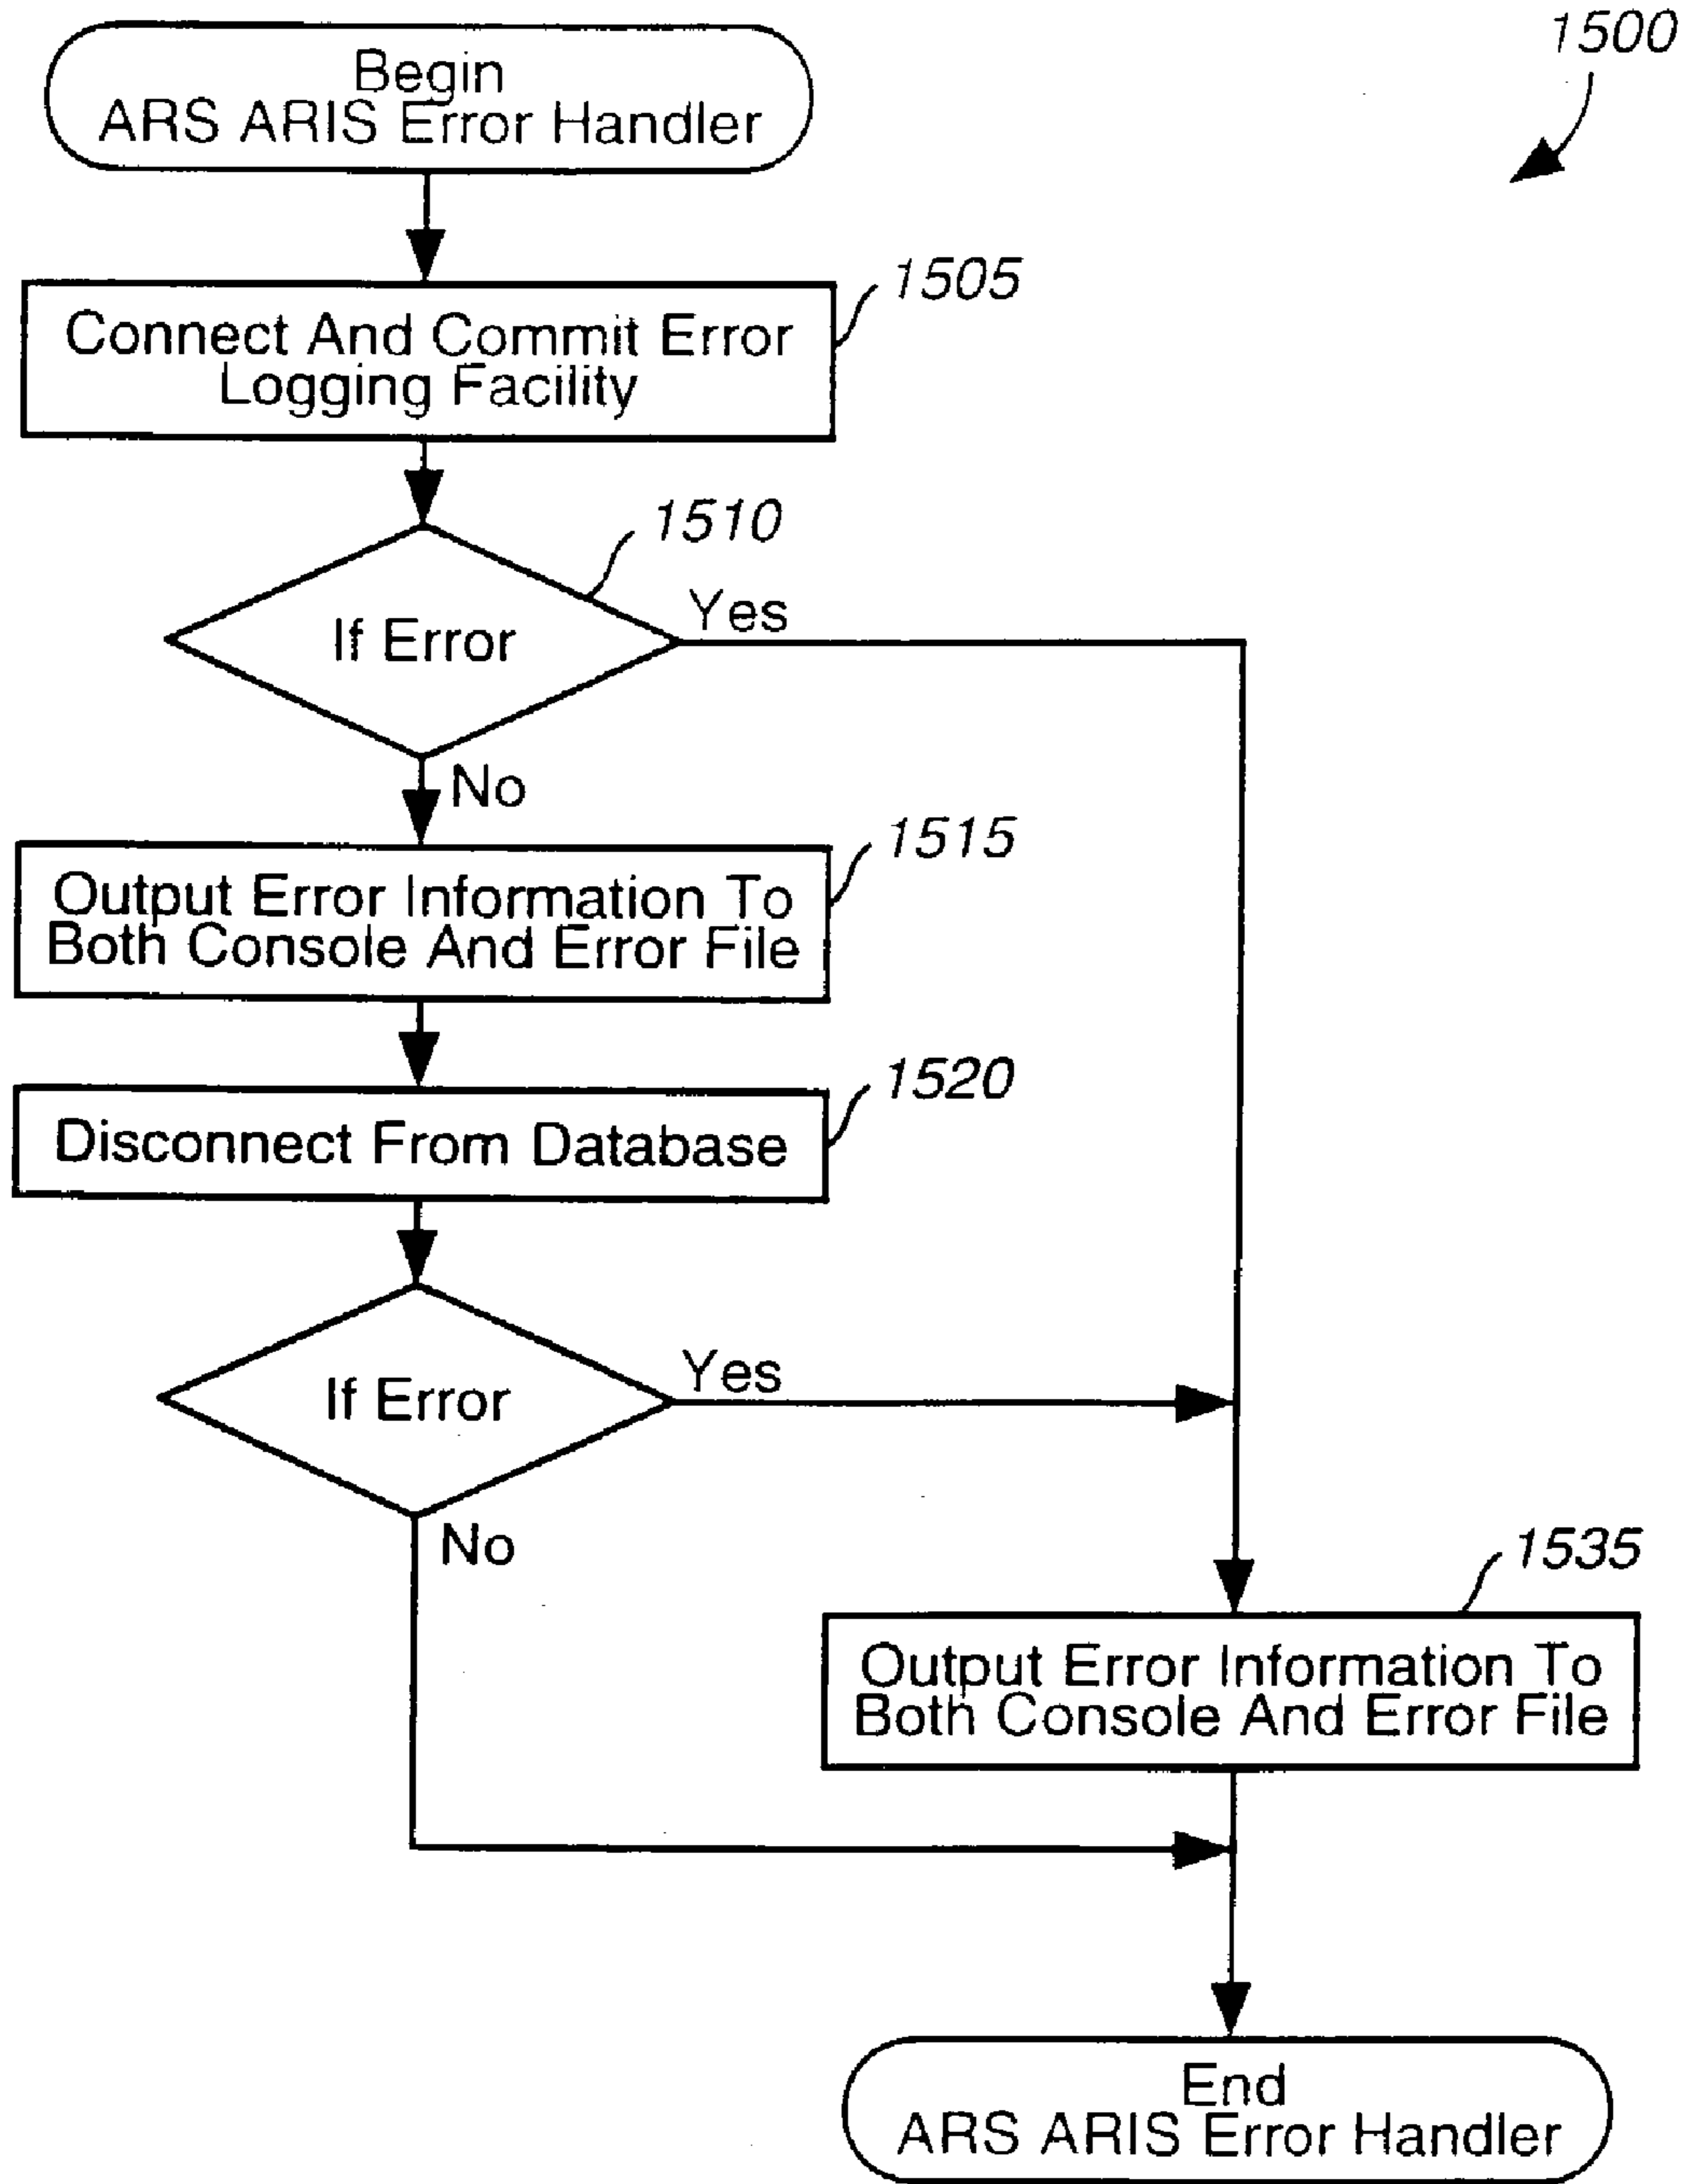 1500
Begin
ARS ARIS Error Handler
1505
Connect And Commit Error
Logging Facility
1510
If Error
Yes
No
1515
Output Error Information To
Both Console And Error File
1520
Disconnect From Database
If Error
Yes
No
1535
Output Error Information To
Both Console And Error File
End
ARS ARIS Error Handler